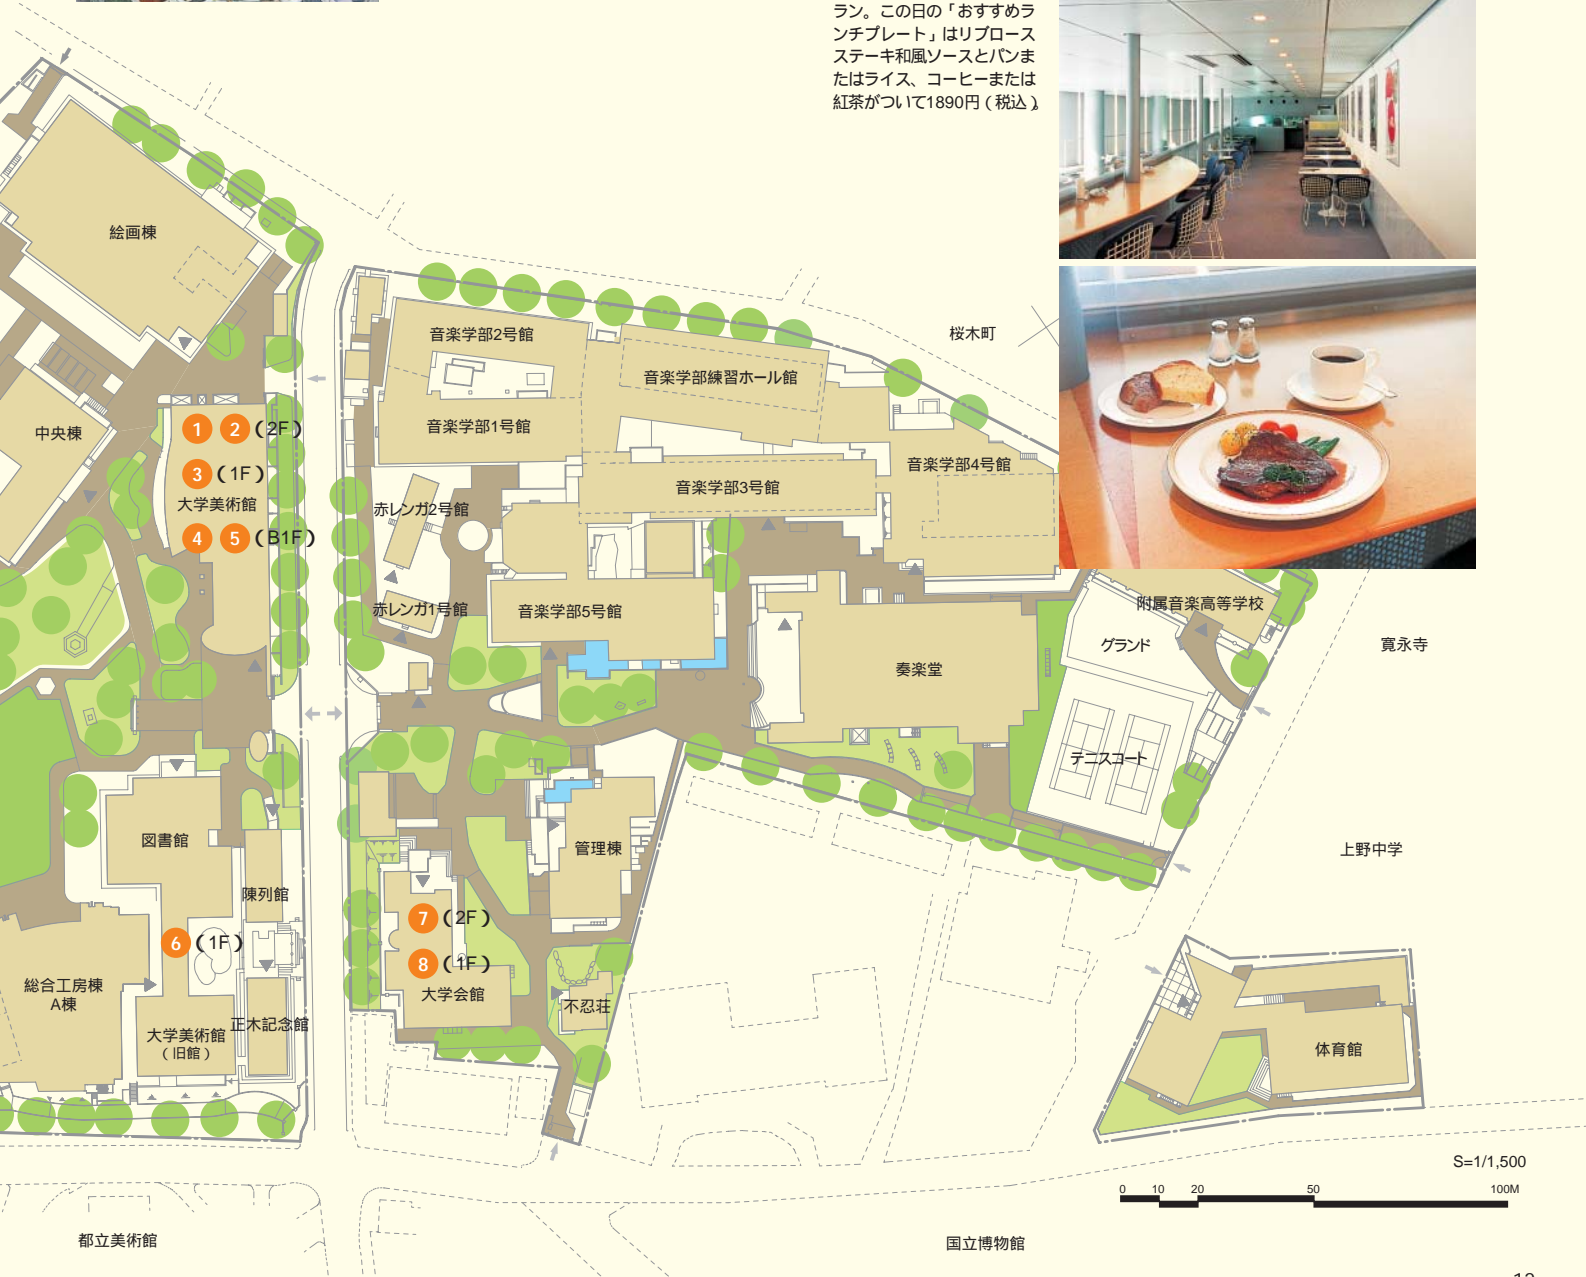 ラン。この日の「おすすめラ
ンチプレート」はリブロース
ステーキ和風ソースとパンま
たはライス、コーヒーまたは
紅茶がついて1890円（税込）。
絵画棟
桜木町
音楽学部2号館
音楽学部練習ホール館
中央棟
1 2 （2F）
音楽学部1号館
3 （1F）
音楽学部4号館
大学美術館
音楽学部3号館
赤レンガ2号館
4 5 （B1F）
赤レンガ1号館
音楽学部5号館
附属音楽高等学校
グランド
寛永寺
奏楽堂
テニスコート
図書館
管理棟
上野中学
陳列館
7 （2F）
6 （1F）
8 （1F）
総合工房棟
A棟
大学会館
不忍荘
大学美術館
（旧館）
正木記念館
体育館
S=1/1,500
0 10 20 50 100M
都立美術館
国立博物館